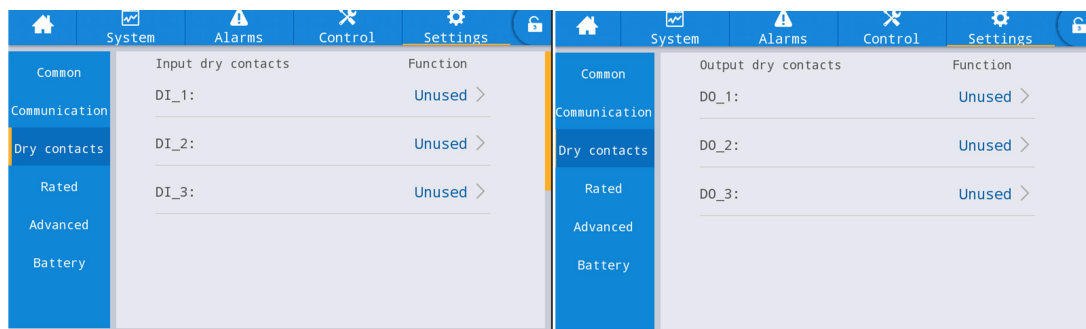 System Alarms Control Settings 3
Common
Communication
Dry contacts
Rated
Advanced
Battery
Input dry contacts Function
DI_1: Unused
DI_2: Unused
DI_3: Unused
System Alarms Control Settings 3
Common
Communication
Dry contacts
Rated
Advanced
Battery
Output dry contacts Function
DO_1: Unused
DO_2: Unused
DO_3: Unused